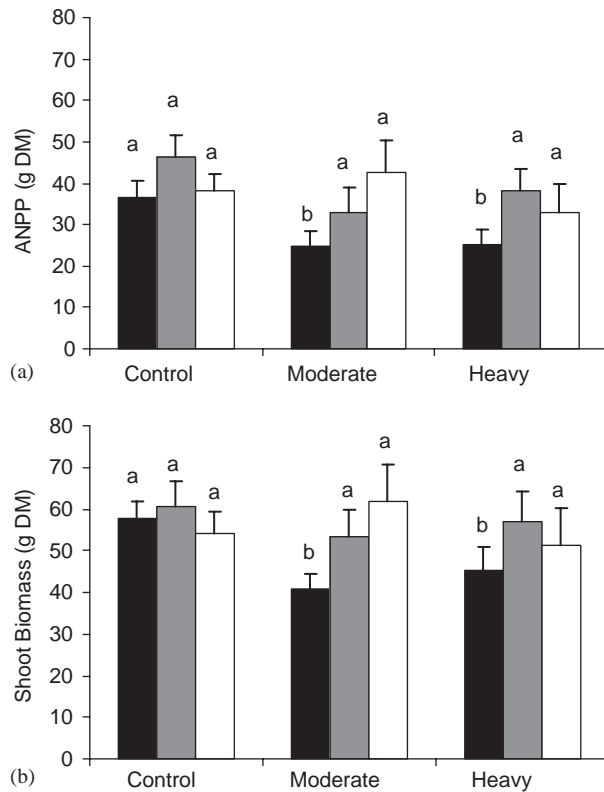 80
70
60
50
40
30
20
10
0
ANPP (g DM)
a
a
a
b
a
a
b
a
a
Control Moderate Heavy
(a)
80
70
60
50
40
30
20
10
0
Shoot Biomass (g DM)
a
a
a
b
a
a
b
a
a
Control Moderate Heavy
(b)